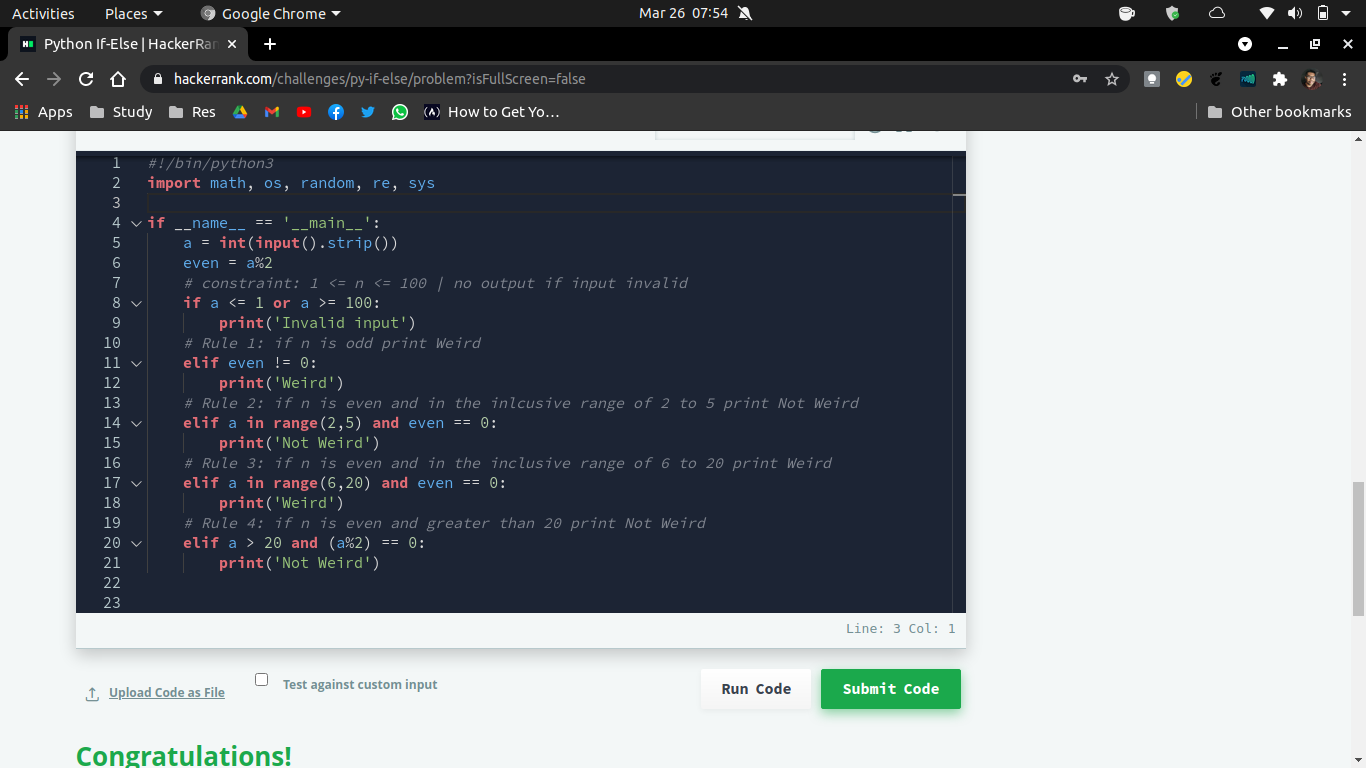 Activities Places Google Chrome Mar 26 07:54
Python If-Else | HackerRan
hackerrank.com/challenges/py-if-else/problem?isFullScreen=false
Apps Study Res How to Get Yo… Other bookmarks
1 #!/bin/python3
2 import math, os, random, re, sys
3
4 if __name__ == '__main__':
5 a = int(input().strip())
6 even = a%2
7 # constraint: 1 <= n <= 100 | no output if input invalid
8 if a <= 1 or a >= 100:
9 print('Invalid input')
10 # Rule 1: if n is odd print Weird
11 elif even != 0:
12 print('Weird')
13 # Rule 2: if n is even and in the inlcusive range of 2 to 5 print Not Weird
14 elif a in range(2,5) and even == 0:
15 print('Not Weird')
16 # Rule 3: if n is even and in the inclusive range of 6 to 20 print Weird
17 elif a in range(6,20) and even == 0:
18 print('Weird')
19 # Rule 4: if n is even and greater than 20 print Not Weird
20 elif a > 20 and (a%2) == 0:
21 print('Not Weird')
22
23
Line: 3 Col: 1
Upload Code as File Test against custom input Run Code Submit Code
Congratulations!